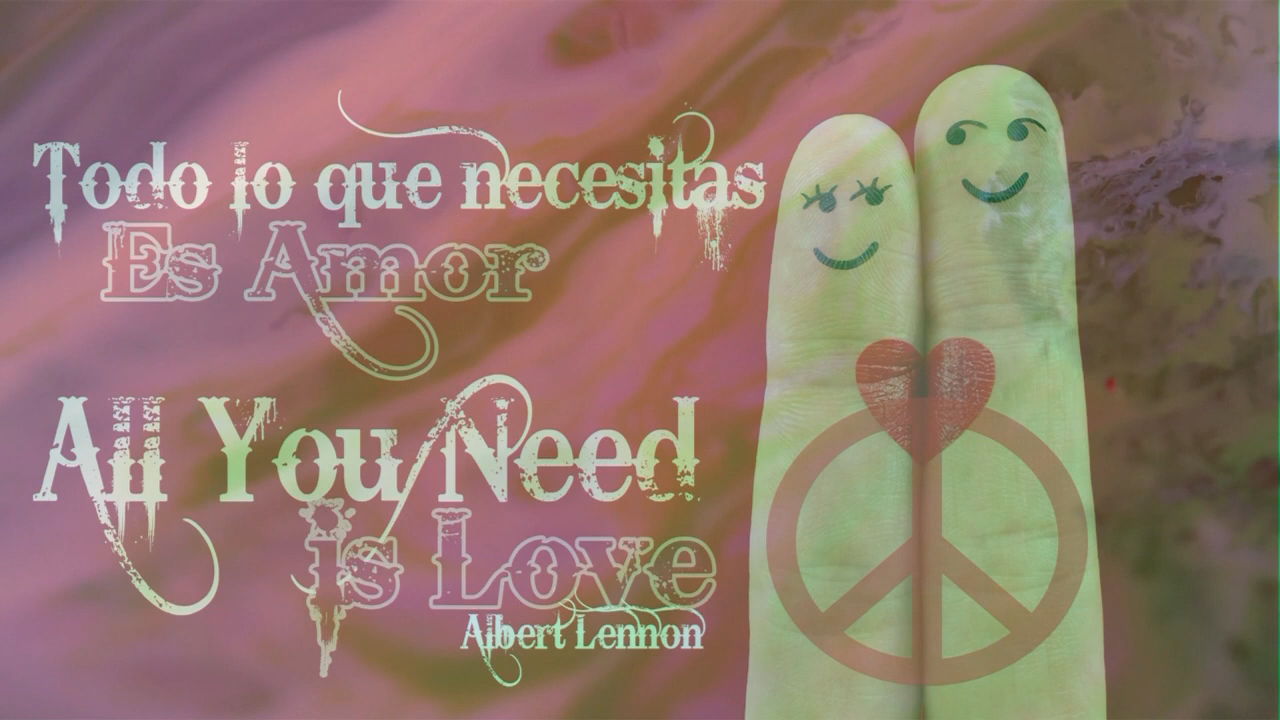 Todo lo que necesitas
Es Amor
All You Need
is Love
Albert Lennon